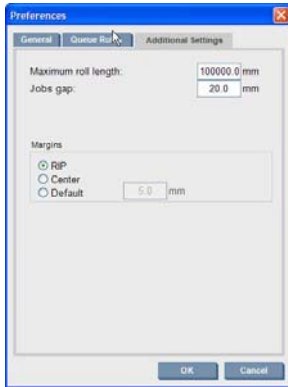 Preferences
General Queue Rules Additional Settings
Maximum roll length: 100000.0 mm
Jobs gap: 20.0 mm
Margins
RIP
Center
Default 5.0 mm
OK Cancel